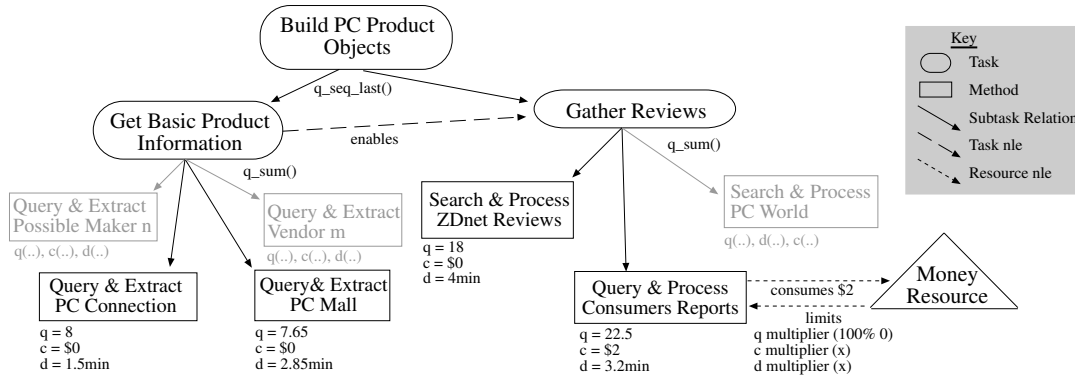 Build PC Product
Objects
q_seq_last()
Get Basic Product
Information
enables
Gather Reviews
q_sum()
q_sum()
Query & Extract
Possible Maker n
q(..), c(..), d(..)
Query & Extract
Vendor m
q(..), c(..), d(..)
Query & Extract
PC Connection
q = 8
c = $0
d = 1.5min
Query& Extract
PC Mall
q = 7.65
c = $0
d = 2.85min
Search & Process
ZDnet Reviews
q = 18
c = $0
d = 4min
Search & Process
PC World
q(..), d(..), c(..)
Query & Process
Consumers Reports
q = 22.5
c = $2
d = 3.2min
consumes $2
limits
q multiplier (100% 0)
c multiplier (x)
d multiplier (x)
Money
Resource
Key
Task
Method
Subtask Relation
Task nle
Resource nle